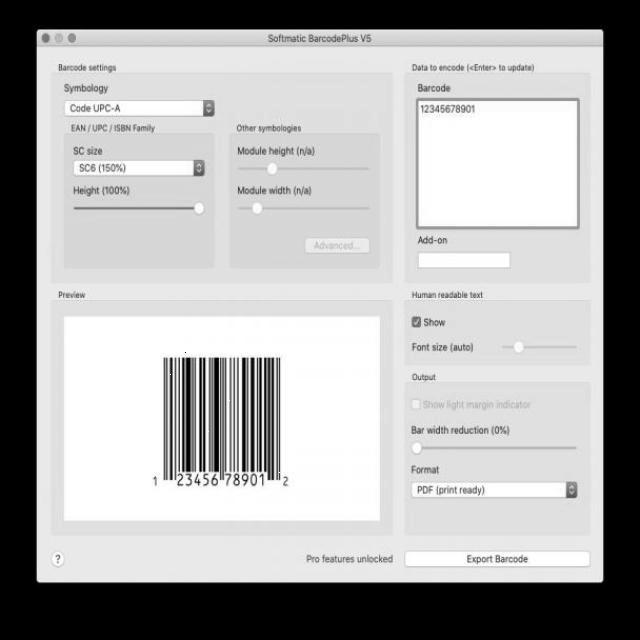 Softmatic BarcodePlus V5
Barcode settings
Symbology
Code UPC-A
EAN / UPC / ISBN Family
SC size
SC6 (150%)
Height (100%)
Other symbologies
Module height (n/a)
Module width (n/a)
Advanced...
Data to encode (<Enter> to update)
Barcode
12345678901
Add-on
Preview
1 23456 78901 2
Human readable text
Show
Font size (auto)
Output
Show light margin indicator
Bar width reduction (0%)
Format
PDF (print ready)
?
Pro features unlocked
Export Barcode